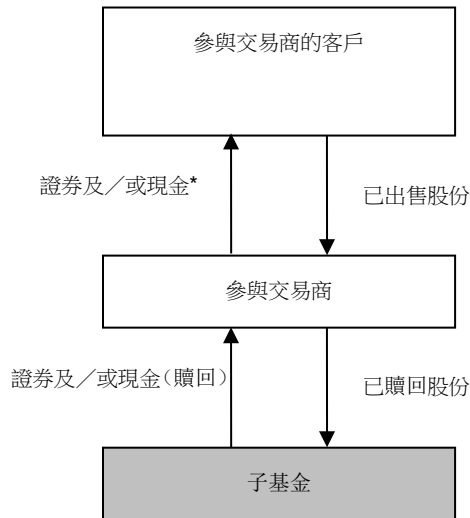 參與交易商的客戶
證券及／或現金*
已出售股份
參與交易商
證券及／或現金（贖回）
已贖回股份
子基金